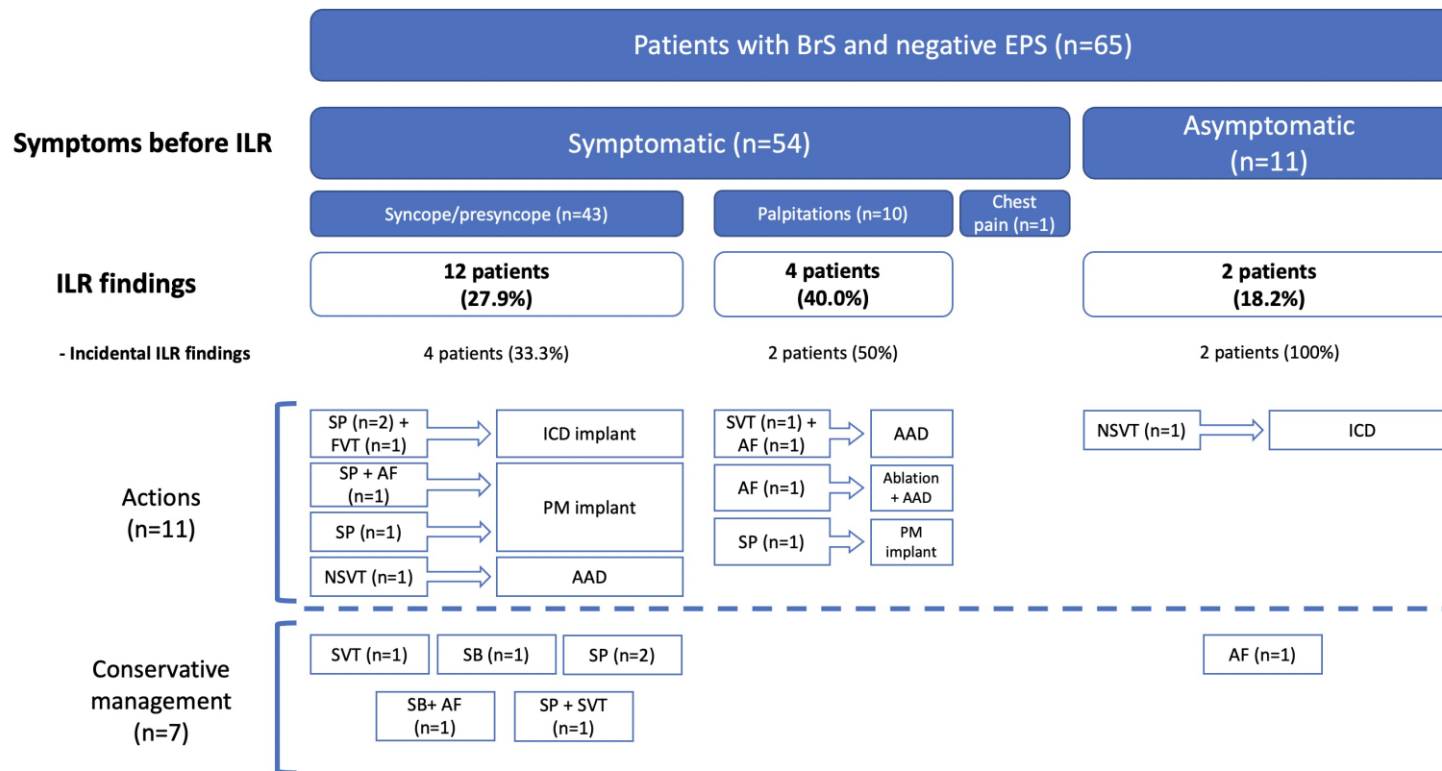 Patients with BrS and negative EPS (n=65)
Symptoms before ILR
Symptomatic (n=54)
Asymptomatic
(n=11)
Syncope/presyncope (n=43)
Palpitations (n=10)
Chest
pain (n=1)
ILR findings
12 patients
(27.9%)
4 patients
(40.0%)
2 patients
(18.2%)
- Incidental ILR findings
4 patients (33.3%)
2 patients (50%)
2 patients (100%)
Actions
(n=11)
SP (n=2) +
FVT (n=1)
ICD implant
SP + AF
(n=1)
PM implant
SP (n=1)
NSVT (n=1)
AAD
SVT (n=1) +
AF (n=1)
AAD
AF (n=1)
Ablation
+ AAD
SP (n=1)
PM
implant
NSVT (n=1)
ICD
Conservative
management
(n=7)
SVT (n=1)
SB (n=1)
SP (n=2)
SB+ AF
(n=1)
SP + SVT
(n=1)
AF (n=1)